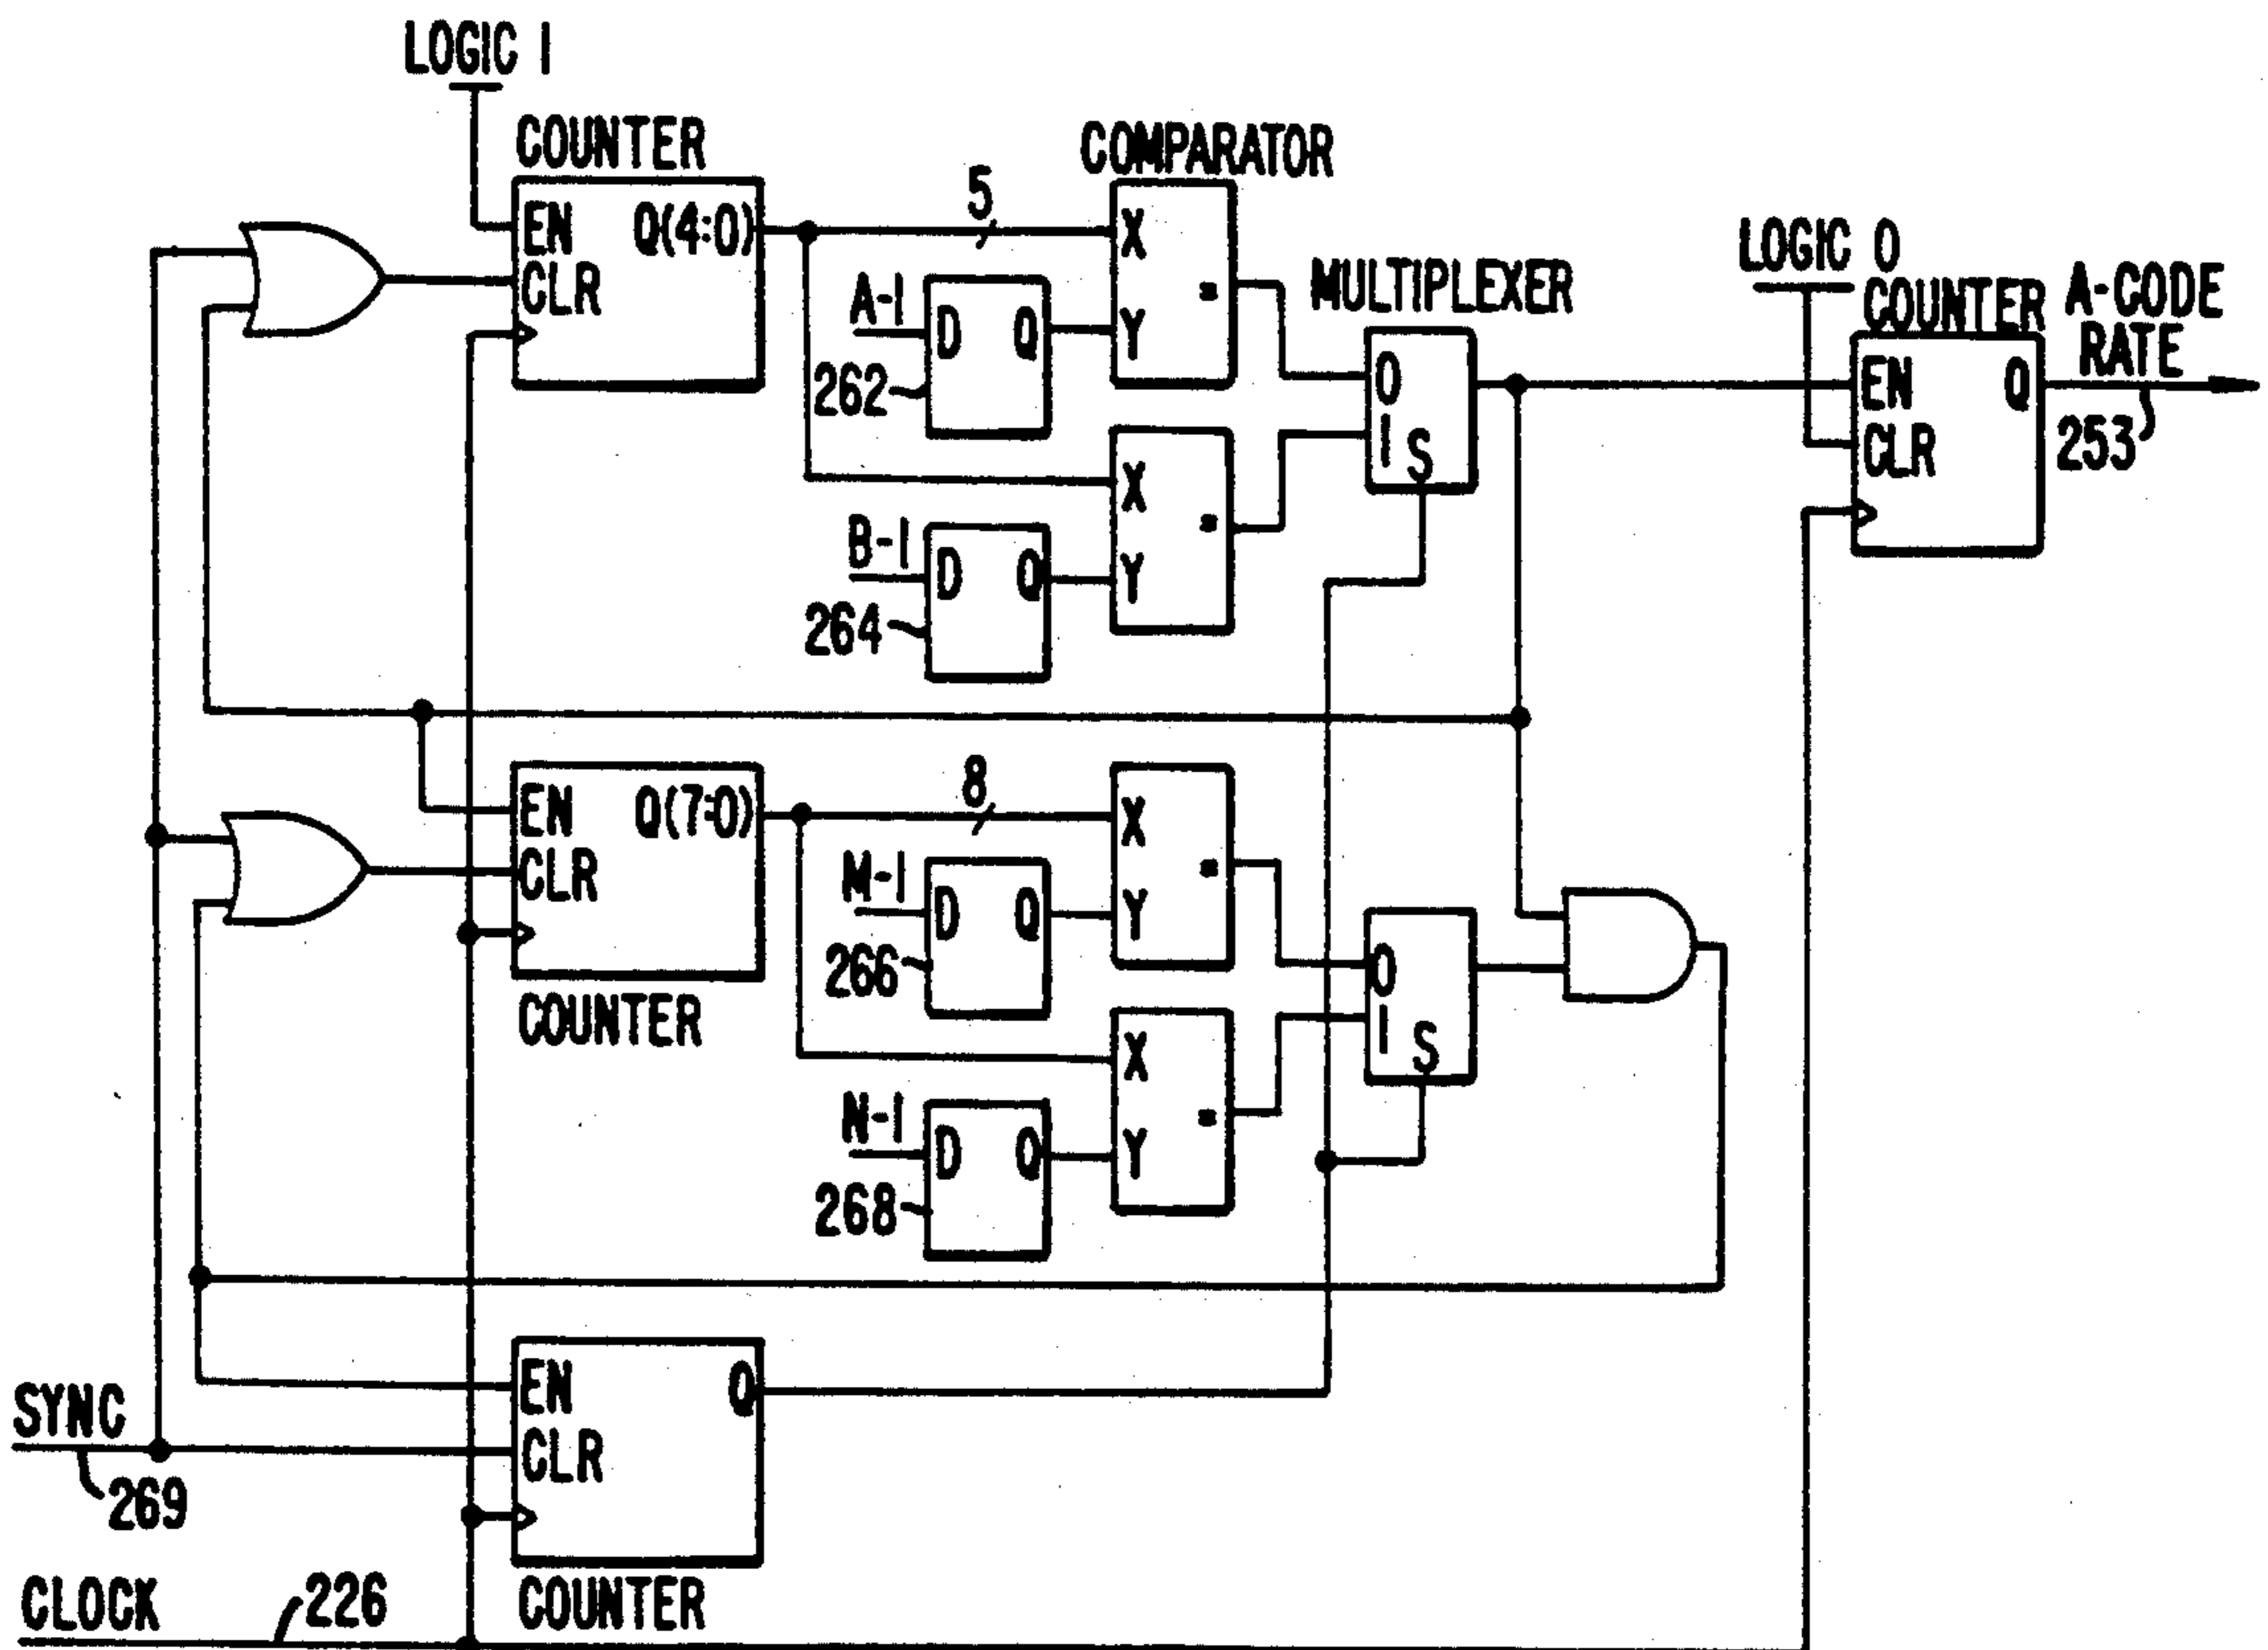 LOGIC 1
COUNTER
COMPARATOR
EN Q(4:0)
CLR
5
X
Y
=
A-1
D Q
262
MULTIPLEXER
0
1 S
LOGIC 0
COUNTER
A-CODE
RATE
EN Q
CLR
253
X
Y
=
B-1
D Q
264
EN Q(7:0)
CLR
COUNTER
8
X
Y
=
M-1
D Q
266
0
1 S
X
Y
=
N-1
D Q
268
EN Q
CLR
COUNTER
SYNC
269
CLOCK
226